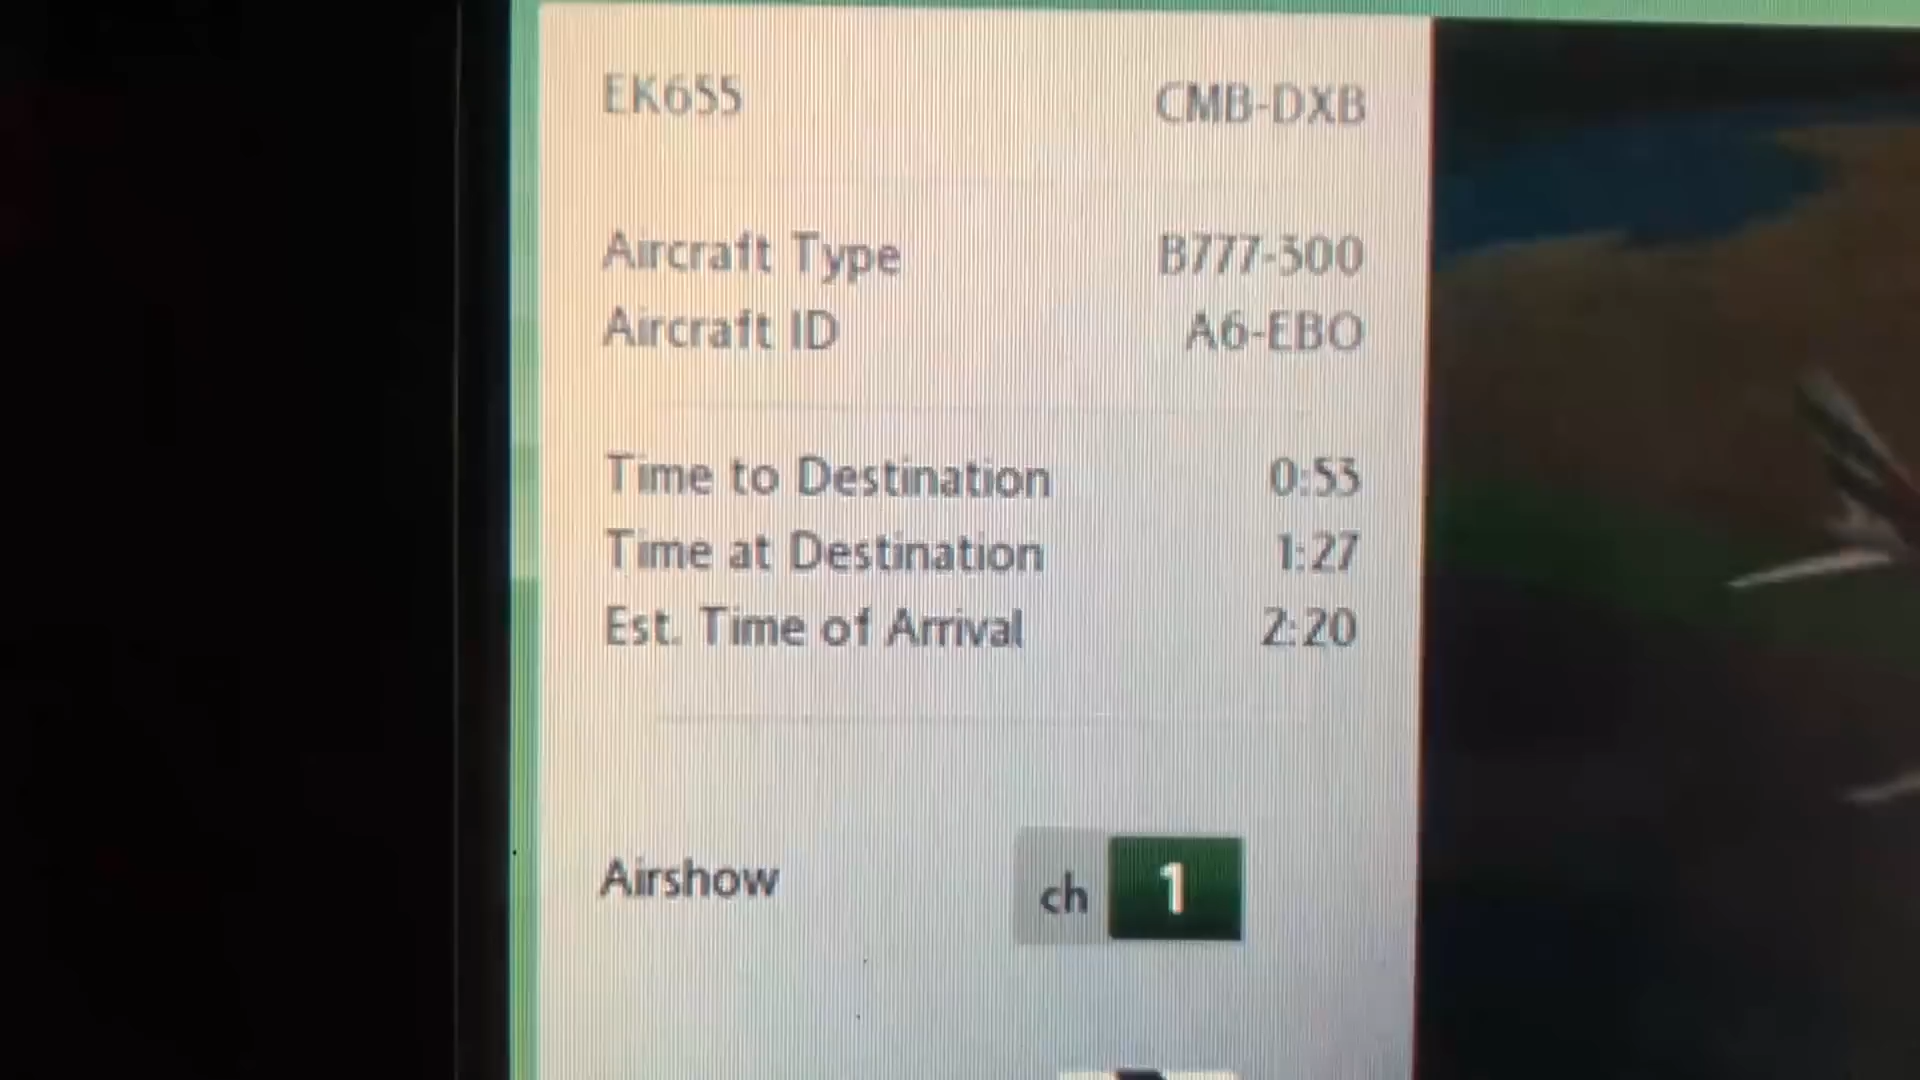 EK655 CMB-DXB
Aircraft Type B777-300
Aircraft ID A6-EBO
Time to Destination 0:53
Time at Destination 1:27
Est. Time of Arrival 2:20
Airshow ch 1